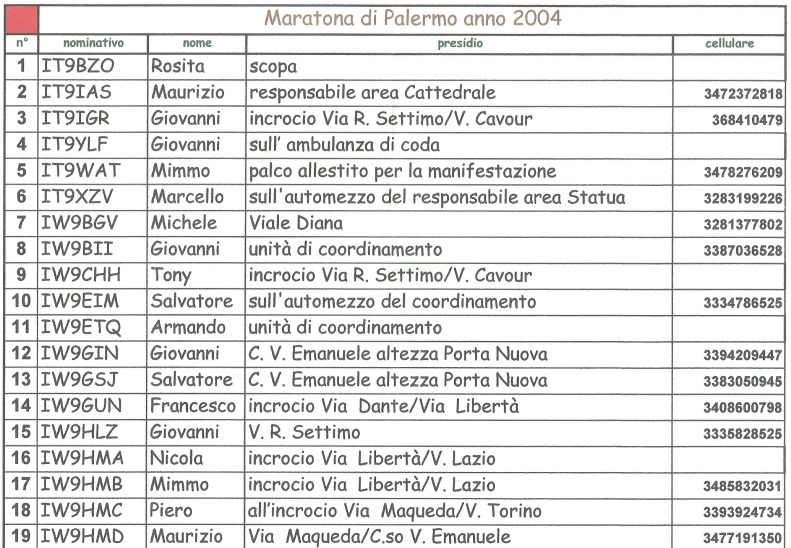 Maratona di Palermo anno 2004
n° nominativo nome presidio cellulare
1 IT9BZO Rosita scopa
2 IT9IAS Maurizio responsabile area Cattedrale 3472372818
3 IT9IGR Giovanni incrocio Via R. Settimo/V. Cavour 368410479
4 IT9YLF Giovanni sull' ambulanza di coda
5 IT9WAT Mimmo palco allestito per la manifestazione 3478276209
6 IT9XZV Marcello sull'automezzo del responsabile area Statua 3283199226
7 IW9BGV Michele Viale Diana 3281377802
8 IW9BII Giovanni unità di coordinamento 3387036528
9 IW9CHH Tony incrocio Via R. Settimo/V. Cavour
10 IW9EIM Salvatore sull'automezzo del coordinamento 3334786525
11 IW9ETQ Armando unità di coordinamento
12 IW9GIN Giovanni C. V. Emanuele altezza Porta Nuova 3394209447
13 IW9GSJ Salvatore C. V. Emanuele altezza Porta Nuova 3383050945
14 IW9GUN Francesco incrocio Via Dante/Via Libertà 3408600798
15 IW9HLZ Giovanni V. R. Settimo 3335828525
16 IW9HMA Nicola incrocio Via Libertà/V. Lazio
17 IW9HMB Mimmo incrocio Via Libertà/V. Lazio 3485832031
18 IW9HMC Piero all'incrocio Via Maqueda/V. Torino 3393924734
19 IW9HMD Maurizio Via Maqueda/C.so V. Emanuele 3477191350